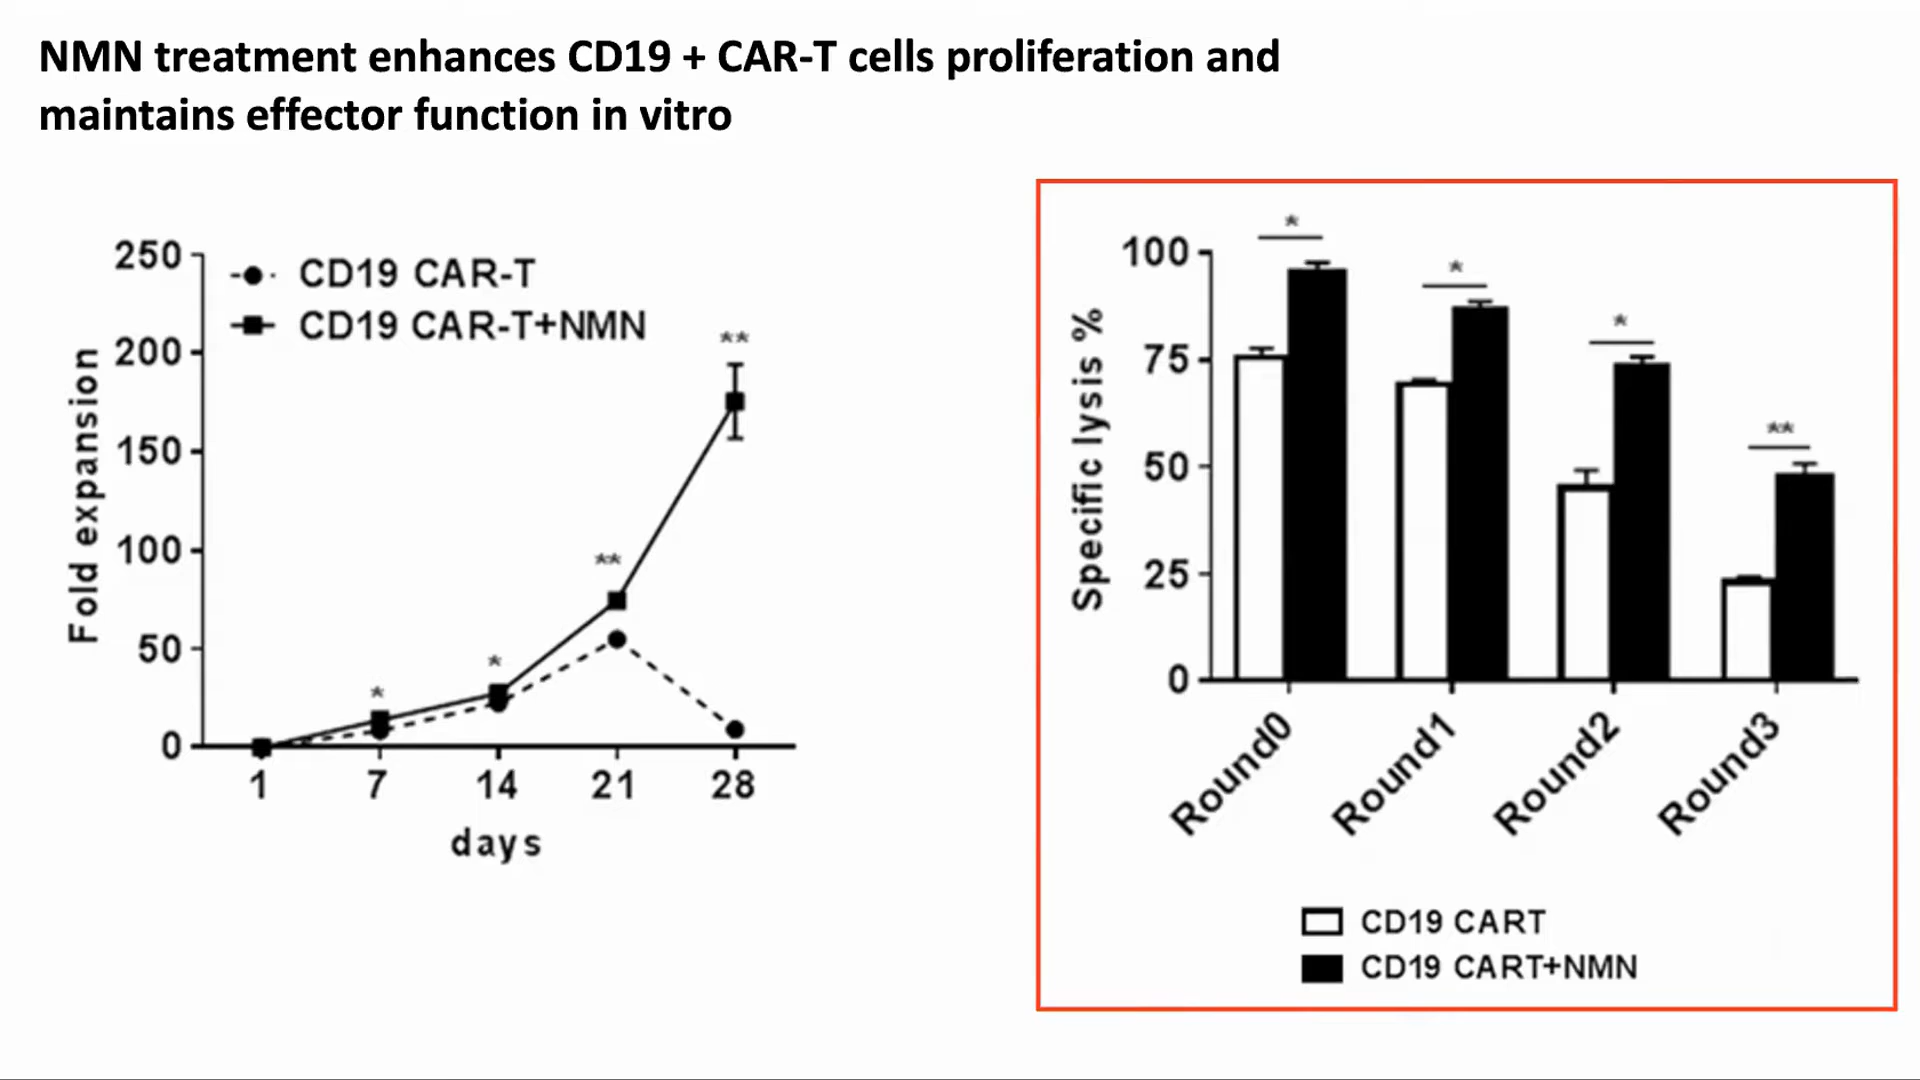 NMN treatment enhances CD19 + CAR-T cells proliferation and
maintains effector function in vitro
250
200
150
100
50
0
Fold expansion
CD19 CAR-T
CD19 CAR-T+NMN
*
*
**
**
1 7 14 21 28
days
100
75
50
25
0
Specific lysis %
*
*
*
**
Round0 Round1 Round2 Round3
CD19 CART
CD19 CART+NMN